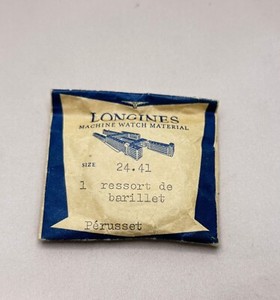 LONGINES
MACHINE WATCH MATERIAL
SIZE 24.41
1 ressort de
barillet
Pérusset